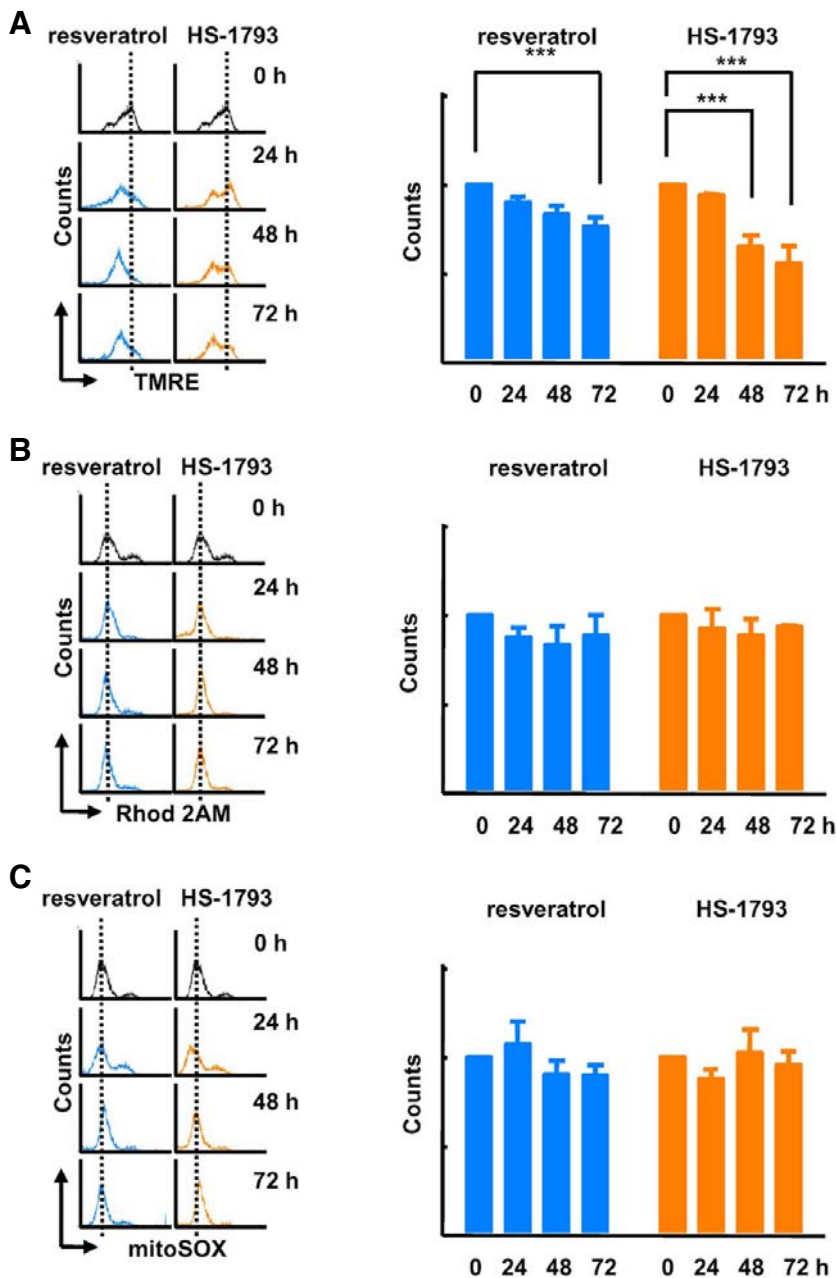 A
resveratrol HS-1793
0 h
24 h
48 h
72 h
Counts
TMRE
resveratrol HS-1793
*** ***
***
Counts
0 24 48 72 0 24 48 72 h
B
resveratrol HS-1793
0 h
24 h
48 h
72 h
Counts
Rhod 2AM
resveratrol HS-1793
Counts
0 24 48 72 0 24 48 72 h
C
resveratrol HS-1793
0 h
24 h
48 h
72 h
Counts
mitoSOX
resveratrol HS-1793
Counts
0 24 48 72 0 24 48 72 h